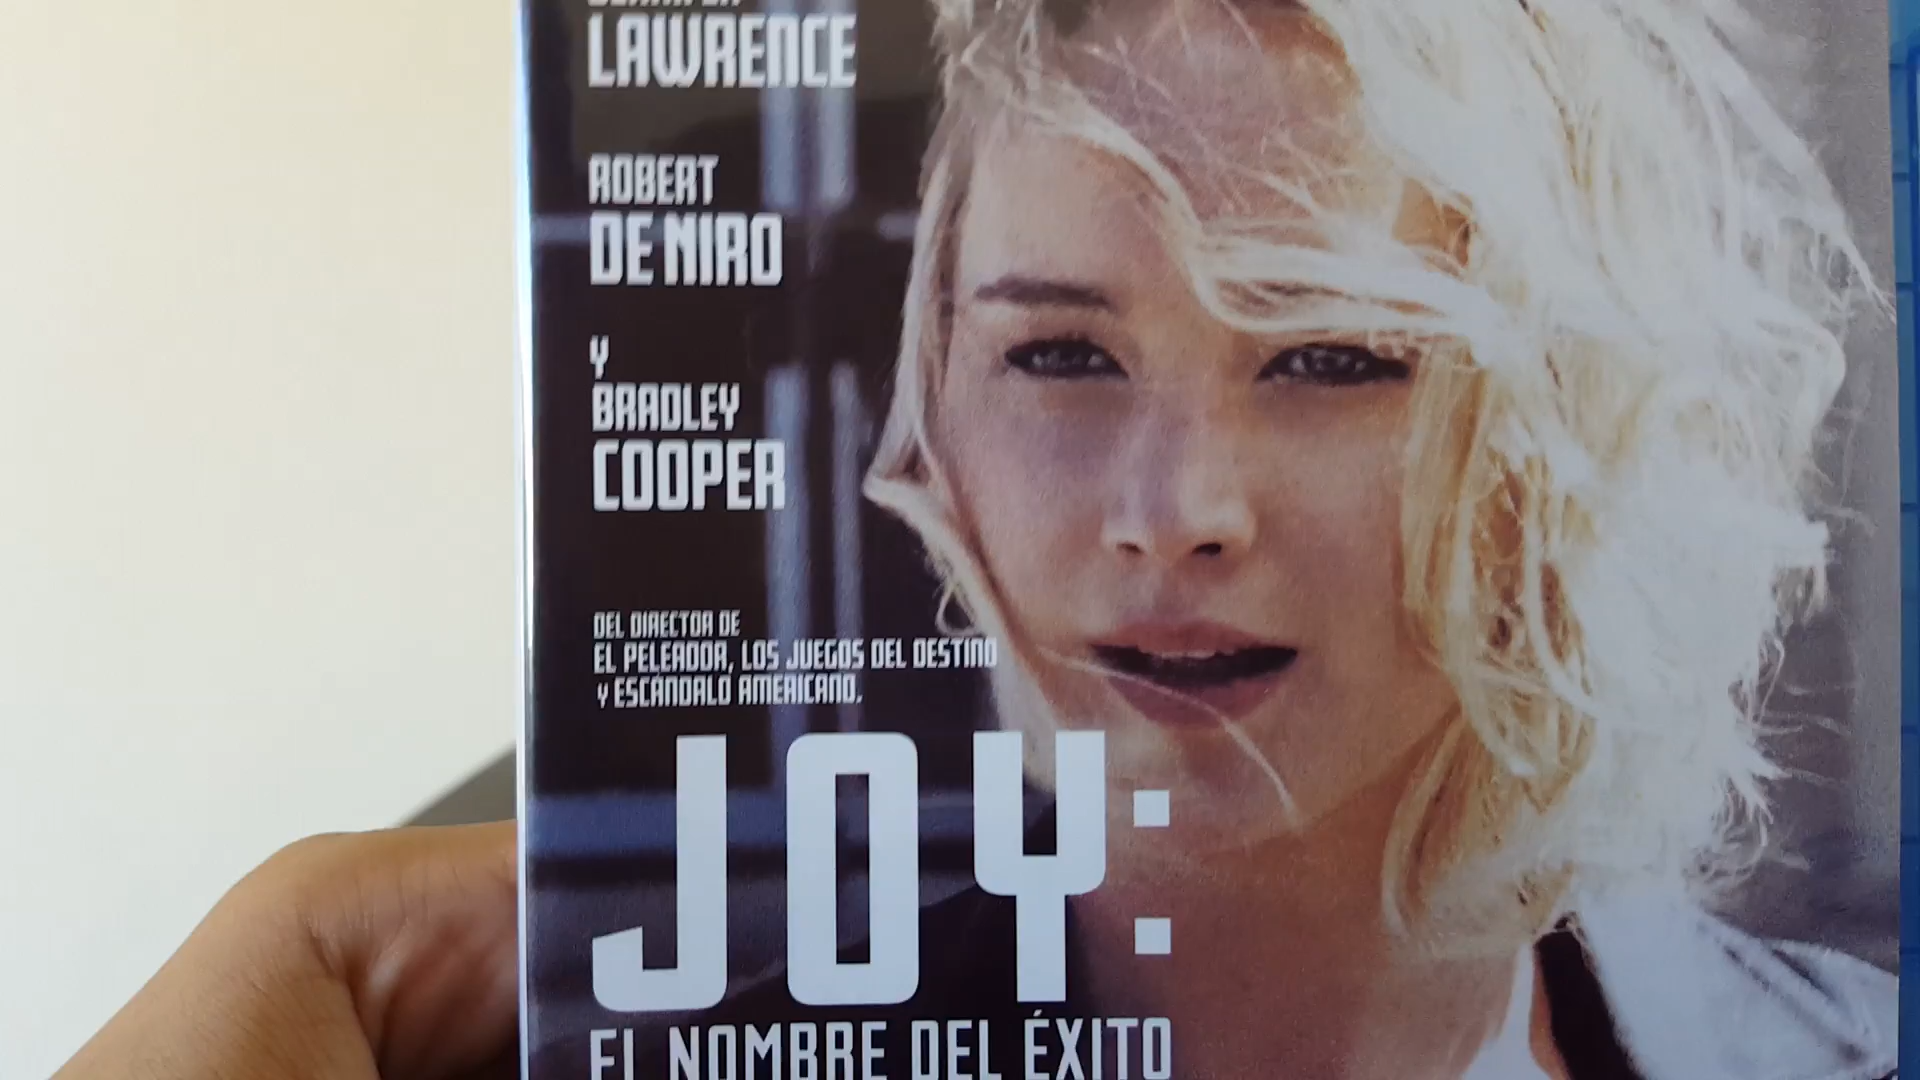 JENNIFER
LAWRENCE
ROBERT
DE NIRO
Y
BRADLEY
COOPER
DEL DIRECTOR DE
EL PELEADOR, LOS JUEGOS DEL DESTINO
Y ESCÁNDALO AMERICANO.
JOY:
EL NOMBRE DEL ÉXITO